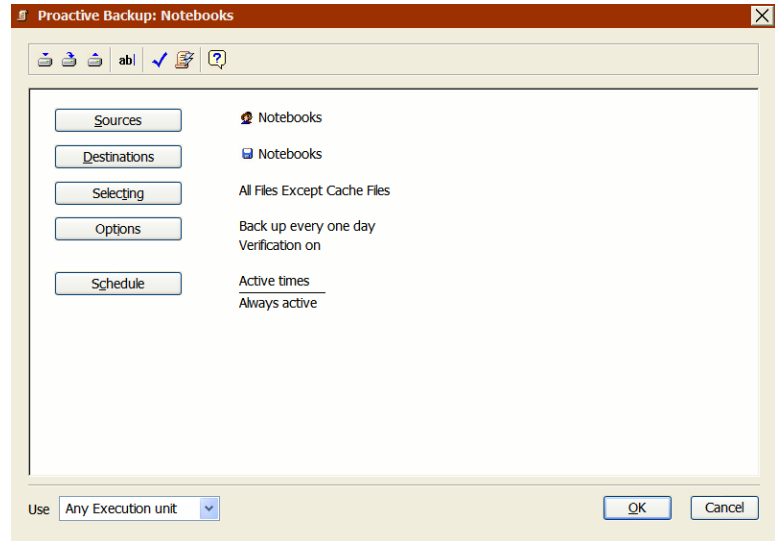 Proactive Backup: Notebooks
ab
Sources Notebooks
Destinations Notebooks
Selecting All Files Except Cache Files
Options Back up every one day
Verification on
Schedule Active times
Always active
Use Any Execution unit OK Cancel